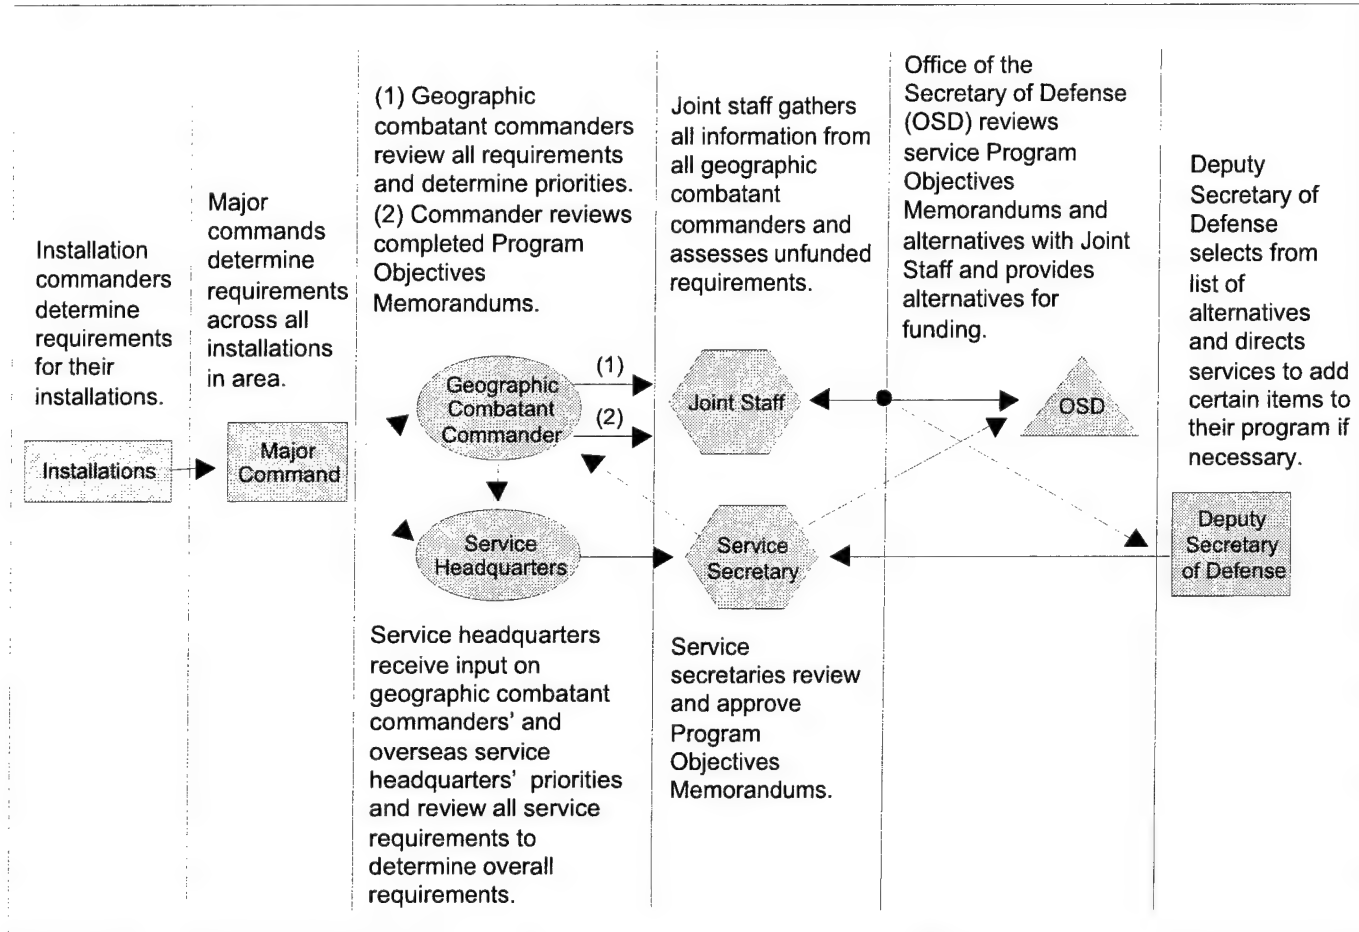 Installation
commanders
determine
requirements
for their
installations.
Installations
Major
commands
determine
requirements
across all
installations
in area.
Major
Command
(1) Geographic
combatant commanders
review all requirements
and determine priorities.
(2) Commander reviews
completed Program
Objectives
Memorandums.
Geographic
Combatant
Commander
(1)
(2)
Service
Headquarters
Service headquarters
receive input on
geographic combatant
commanders' and
overseas service
headquarters' priorities
and review all service
requirements to
determine overall
requirements.
Joint staff gathers
all information from
all geographic
combatant
commanders and
assesses unfunded
requirements.
Joint Staff
Service
Secretary
Service
secretaries review
and approve
Program
Objectives
Memorandums.
Office of the
Secretary of Defense
(OSD) reviews
service Program
Objectives
Memorandums and
alternatives with Joint
Staff and provides
alternatives for
funding.
OSD
Deputy
Secretary of
Defense
selects from
list of
alternatives
and directs
services to add
certain items to
their program if
necessary.
Deputy
Secretary
of Defense